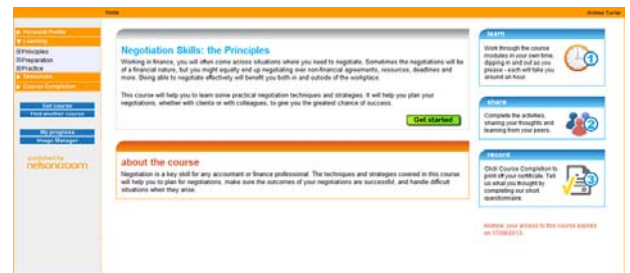 Home
Andrew Turner
Personal Profile
Learning
Principles
Preparation
Practice
Resources
Course Completion
Exit course
Find another course
My progress
Image Manager
published by
nelsoncroom
Negotiation Skills: the Principles
Working in finance, you will often come across situations where you need to negotiate. Sometimes the negotiations will be
of a financial nature, but you might equally end up negotiating over non-financial agreements, resources, deadlines and
more. Being able to negotiate effectively will benefit you both in and outside of the workplace.
This course will help you to learn some practical negotiation techniques and strategies. It will help you plan your
negotiations, whether with clients or with colleagues, to give you the greatest chance of success.
Get started
about the course
Negotiation is a key skill for any accountant or finance professional. The techniques and strategies covered in this course
will help you to plan for negotiations, make sure the outcomes of your negotiations are successful, and handle difficult
situations when they arise.
learn
Work through the course
modules in your own time,
dipping in and out as you
please - each will take you
around an hour.
1
share
Complete the activities,
sharing your thoughts and
learning from your peers.
2
record
Click Course Completion to
print off your certificate. Tell
us what you thought by
completing our short
questionnaire.
3
Andrew, your access to this course expires
on 17/08/2013.